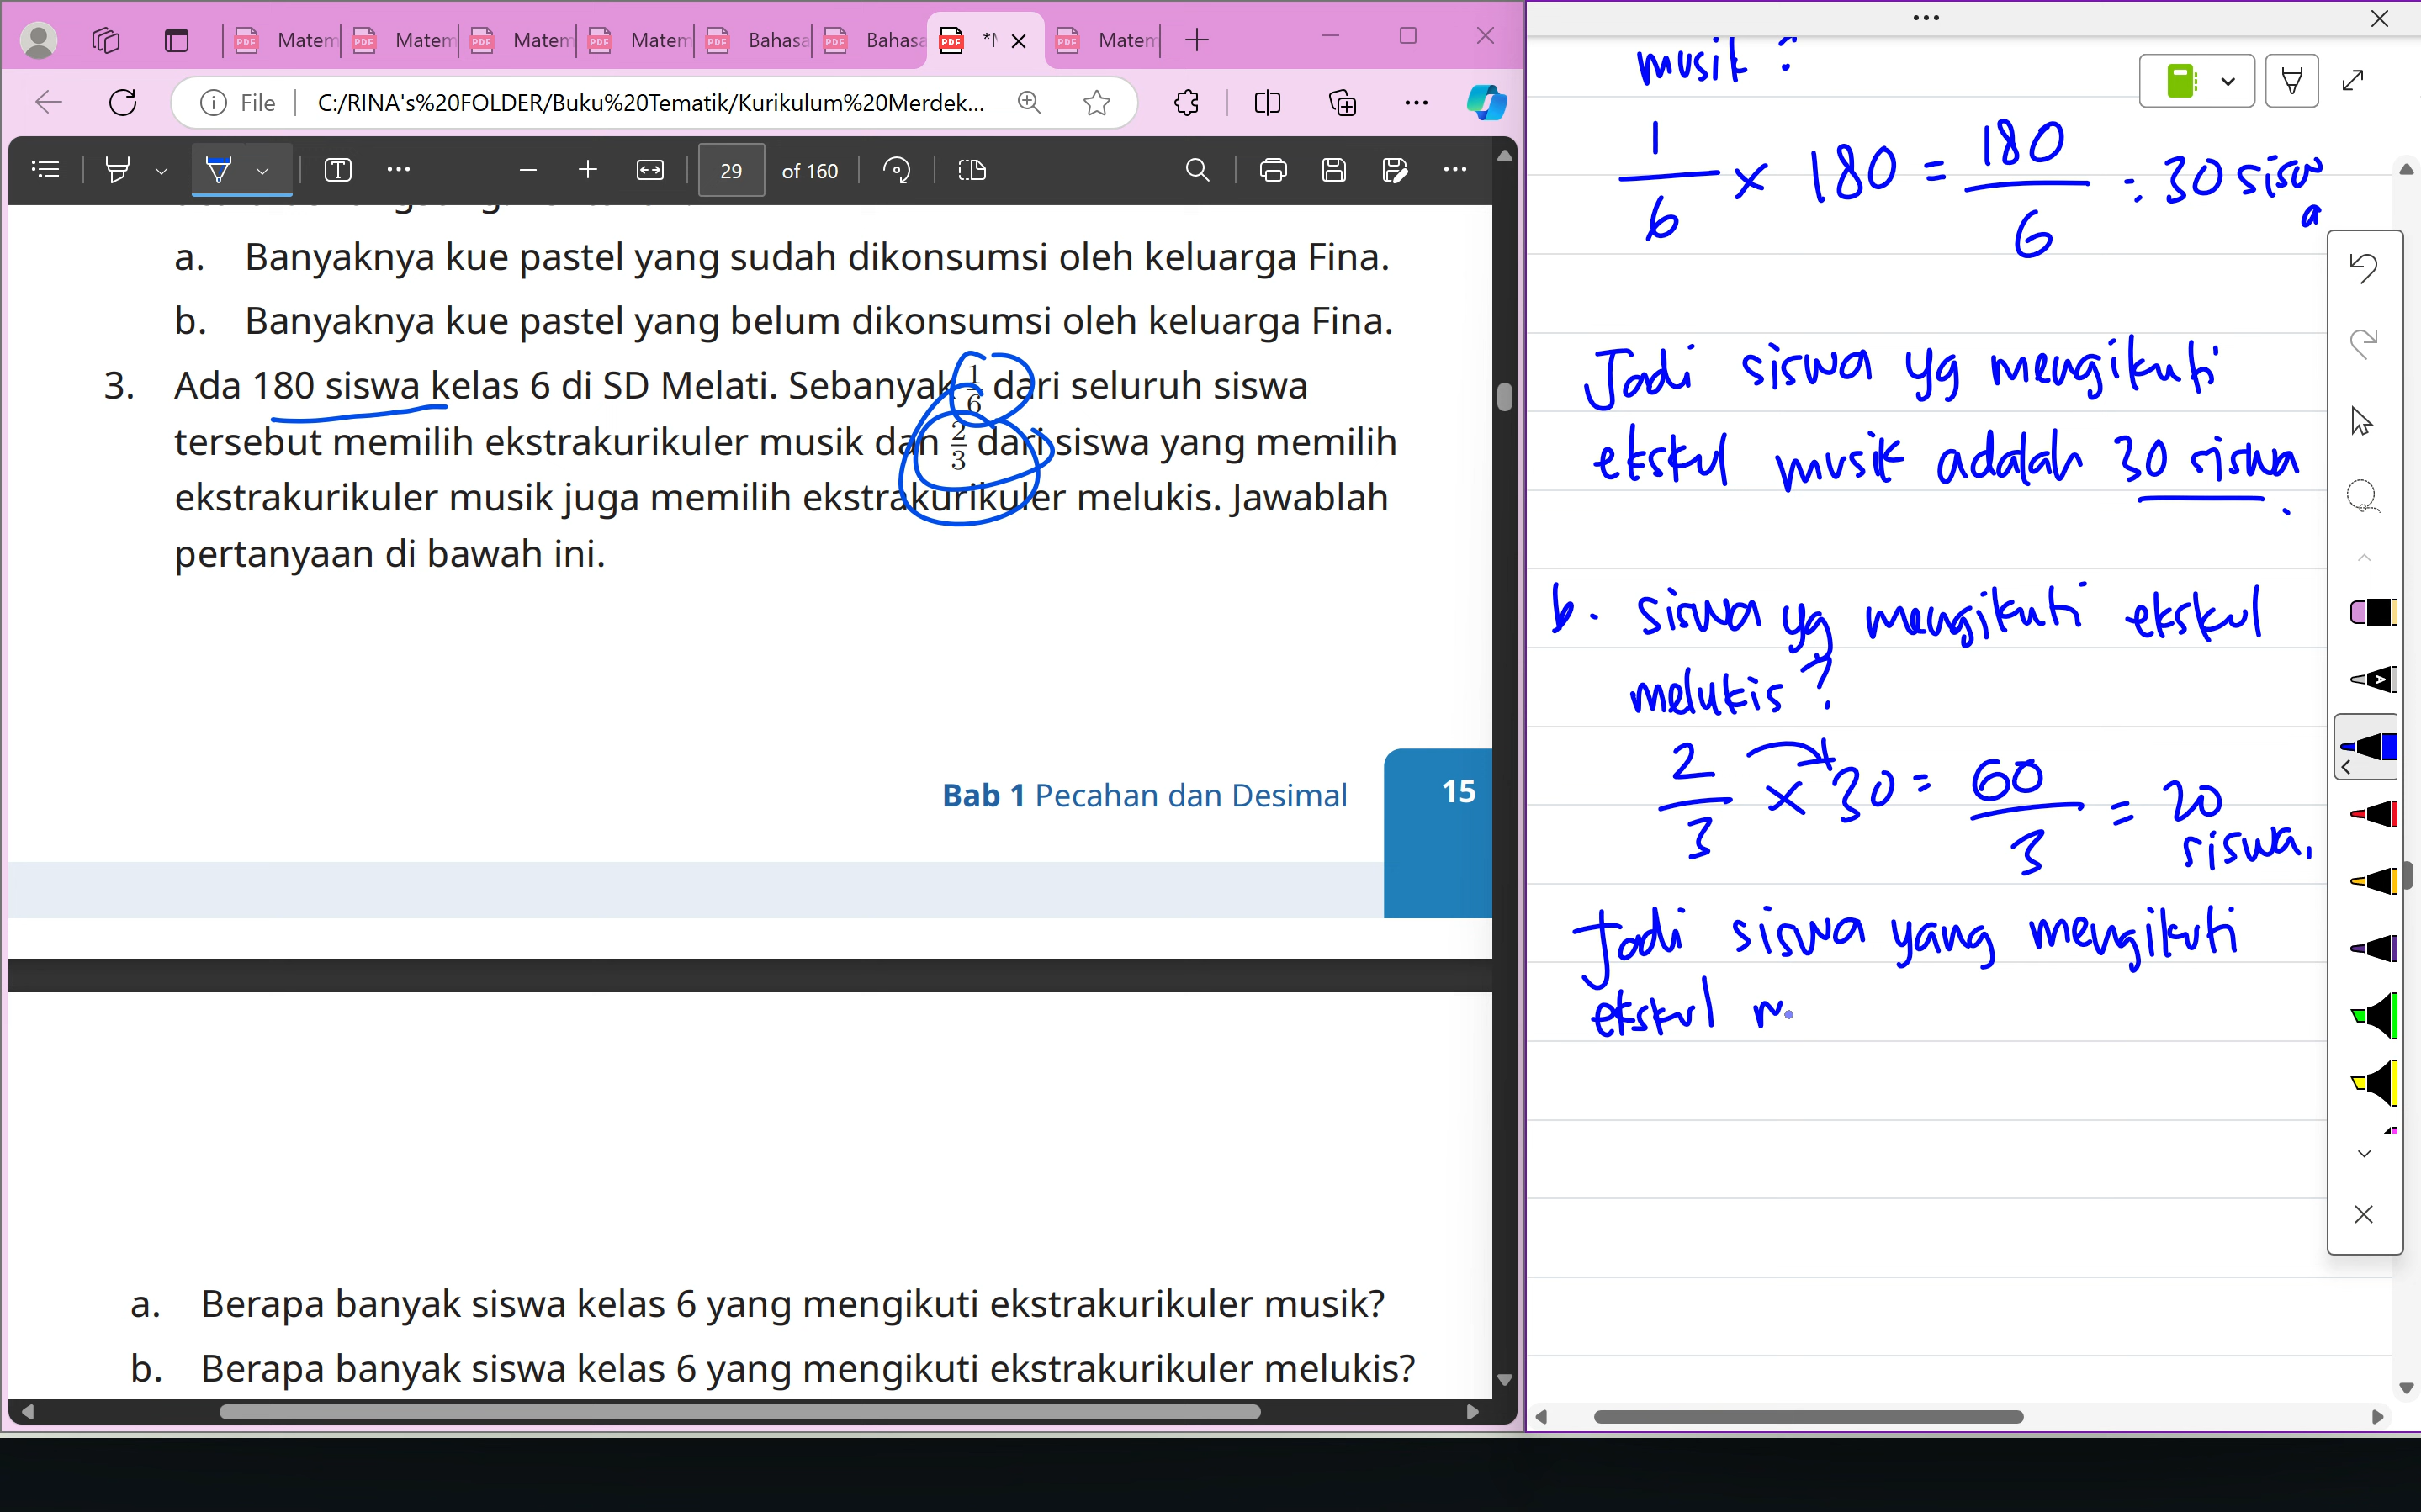 Matem
Matem
Matem
Matem
Bahasa
Bahasa
Matem
File
C:/RINA's%20FOLDER/Buku%20Tematik/Kurikulum%20Merdek...
29 of 160
a. Banyaknya kue pastel yang sudah dikonsumsi oleh keluarga Fina.
b. Banyaknya kue pastel yang belum dikonsumsi oleh keluarga Fina.
3. Ada 180 siswa kelas 6 di SD Melati. Sebanyak 1/6 dari seluruh siswa
tersebut memilih ekstrakurikuler musik dan 2/3 dari siswa yang memilih
ekstrakurikuler musik juga memilih ekstrakurikuler melukis. Jawablah
pertanyaan di bawah ini.
Bab 1 Pecahan dan Desimal 15
a. Berapa banyak siswa kelas 6 yang mengikuti ekstrakurikuler musik?
b. Berapa banyak siswa kelas 6 yang mengikuti ekstrakurikuler melukis?
musik ?
1/6 x 180 = 180/6 = 30 siswa
Jadi siswa yg mengikuti
ekskul musik adalah 30 siswa.
b. siswa yg mengikuti ekskul
melukis?
2/3 x 30 = 60/3 = 20
siswa.
Jadi siswa yang mengikuti
ekskul m